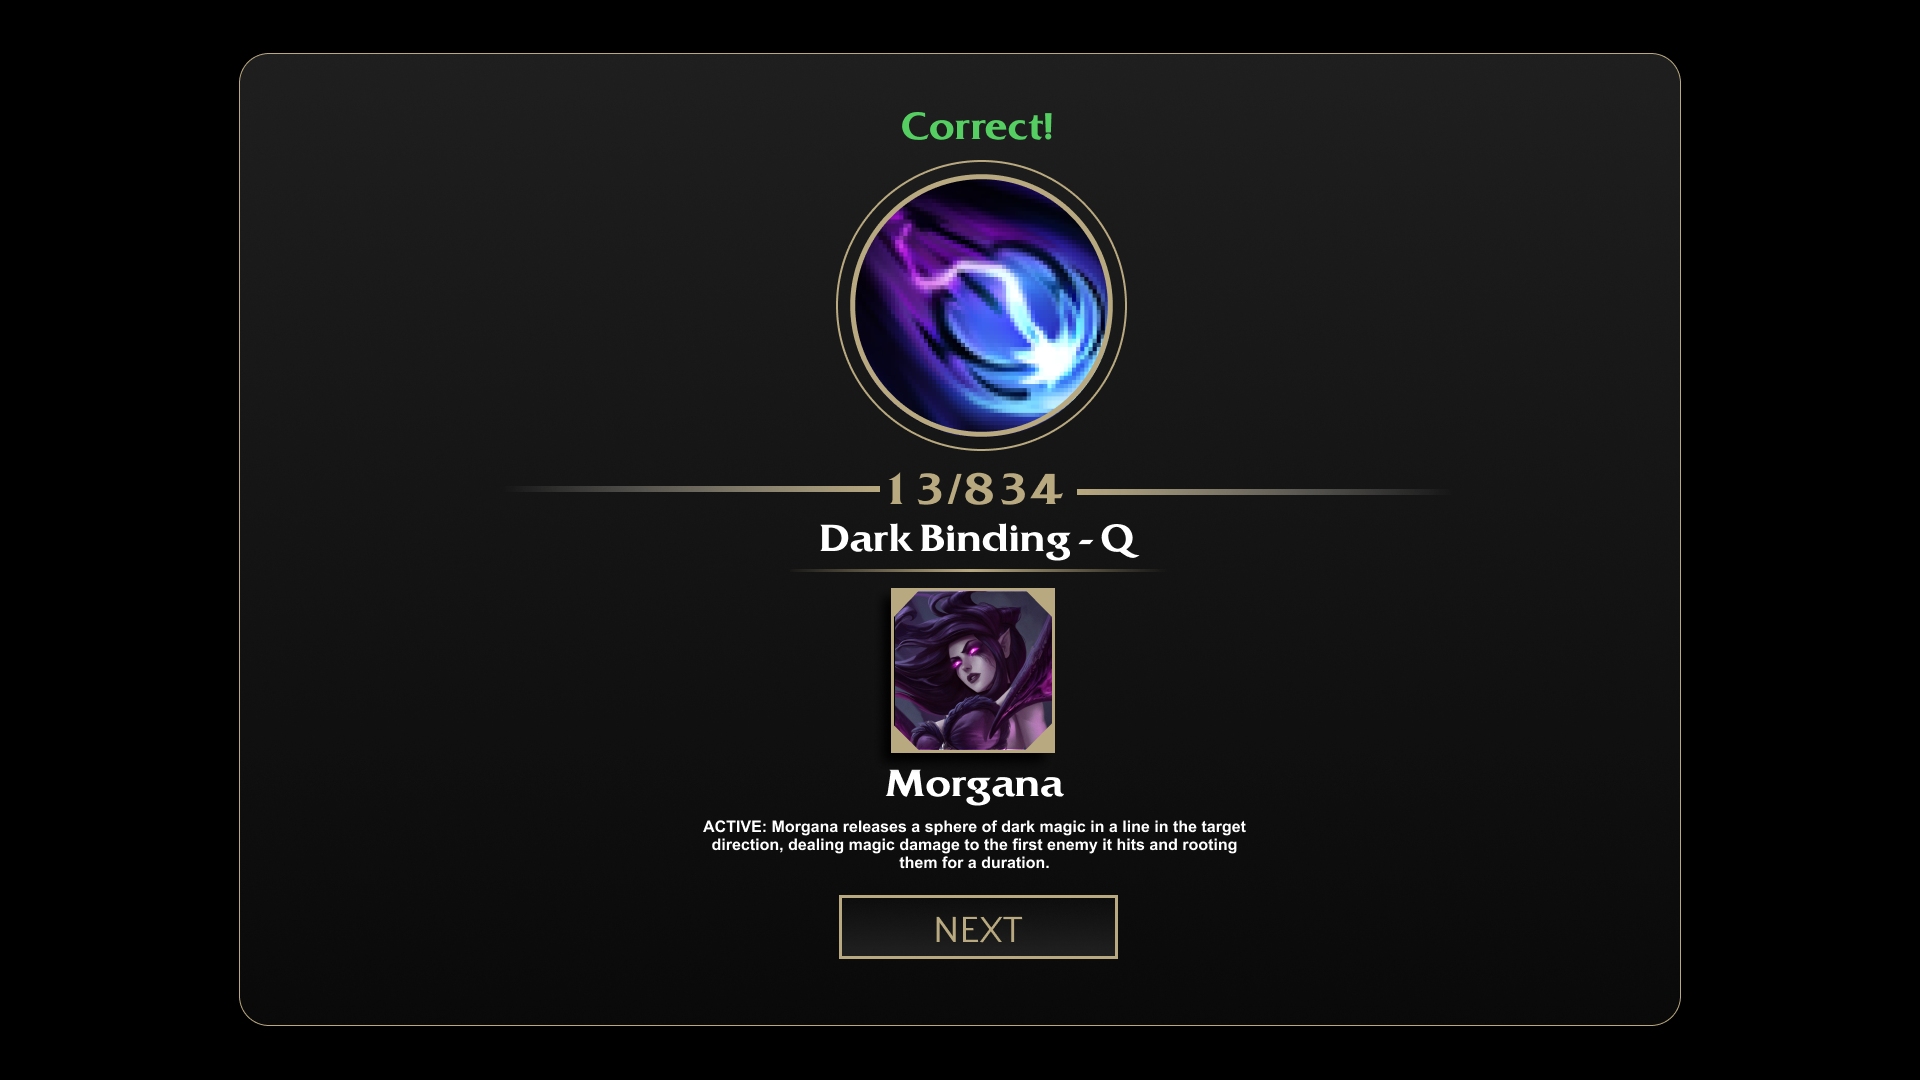 Correct!
13/834
Dark Binding - Q
Morgana
ACTIVE: Morgana releases a sphere of dark magic in a line in the target
direction, dealing magic damage to the first enemy it hits and rooting
them for a duration.
NEXT